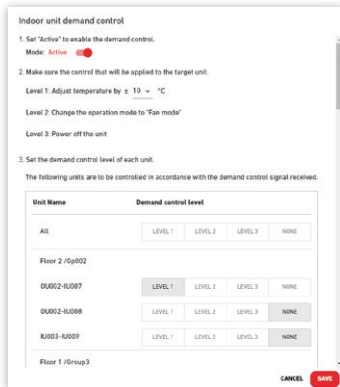 Indoor unit demand control
1. Set "Active" to enable the demand control.
Mode: Active
2. Make sure the control that will be applied to the target unit.
Level 1: Adjust temperature by ± 10 °C
Level 2: Change the operation mode to "Fan mode"
Level 3: Power off the unit
3. Set the demand control level of each unit.
The following units are to be controlled in accordance with the demand control signal received.
Unit Name Demand control level
All LEVEL 1 LEVEL 2 LEVEL 3 NONE
Floor 2 /Gp002
OU002-IU007 LEVEL 1 LEVEL 2 LEVEL 3 NONE
OU002-IU008 LEVEL 1 LEVEL 2 LEVEL 3 NONE
IU003-IU009 LEVEL 1 LEVEL 2 LEVEL 3 NONE
Floor 1 /Group3
CANCEL SAVE